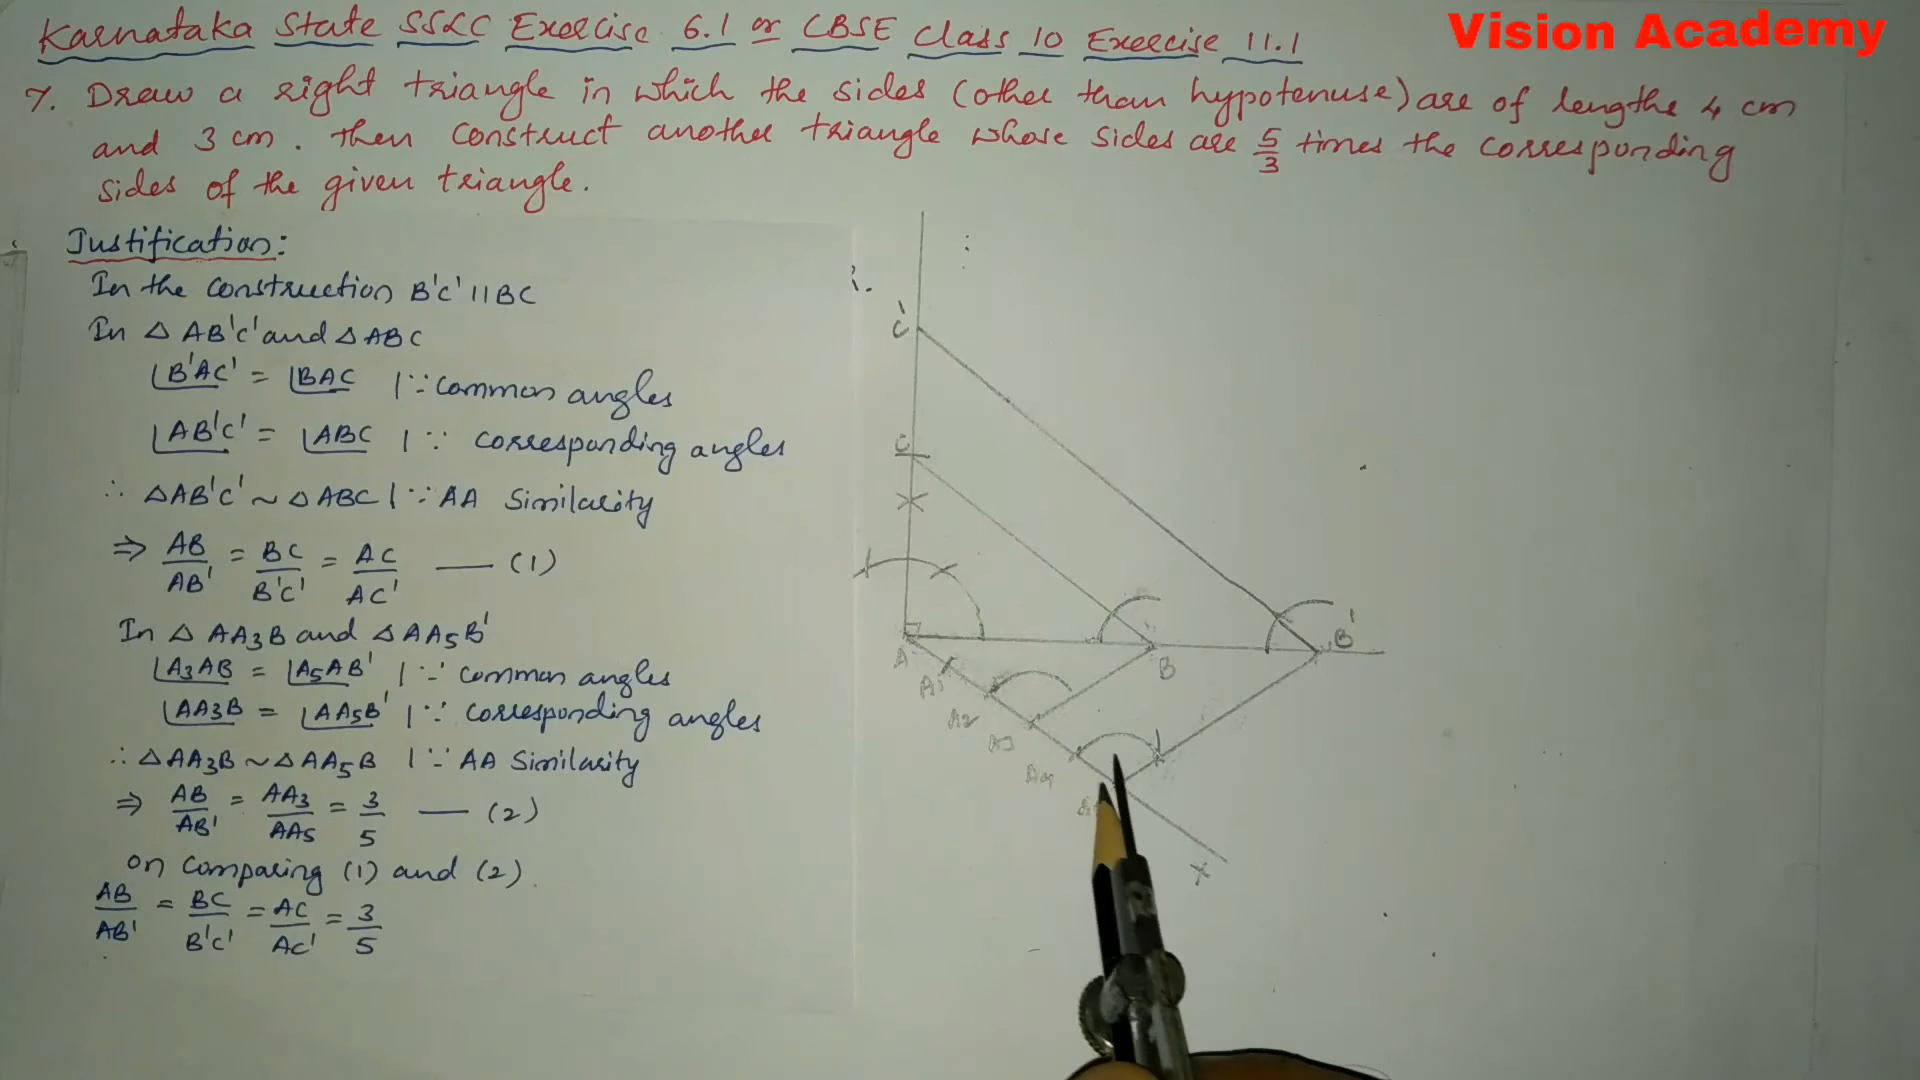 Karnataka State SSLC Exercise 6.1 or CBSE Class 10 Exercise 11.1
Vision Academy
7. Draw a right triangle in which the sides (other than hypotenuse) are of lengths 4 cm
and 3 cm. Then construct another triangle whose sides are 5/3 times the corresponding
sides of the given triangle.
Justification:
In the construction B'C' || BC
In △ AB'C' and △ ABC
∠B'AC' = ∠BAC | ∵ common angles
∠AB'C' = ∠ABC | ∵ corresponding angles
∴ △AB'C' ~ △ABC | ∵ AA Similarity
⇒ AB/AB' = BC/B'C' = AC/AC' — (1)
In △ AA3B and △AA5B'
∠A3AB = ∠A5AB' | ∵ common angles
∠AA3B = ∠AA5B' | ∵ corresponding angles
∴ △AA3B ~ △AA5B | ∵ AA Similarity
⇒ AB/AB' = AA3/AA5 = 3/5 — (2)
on comparing (1) and (2).
AB/AB' = BC/B'C' = AC/AC' = 3/5
C'
C
A
B
B'
A1
A2
A3
A4
X